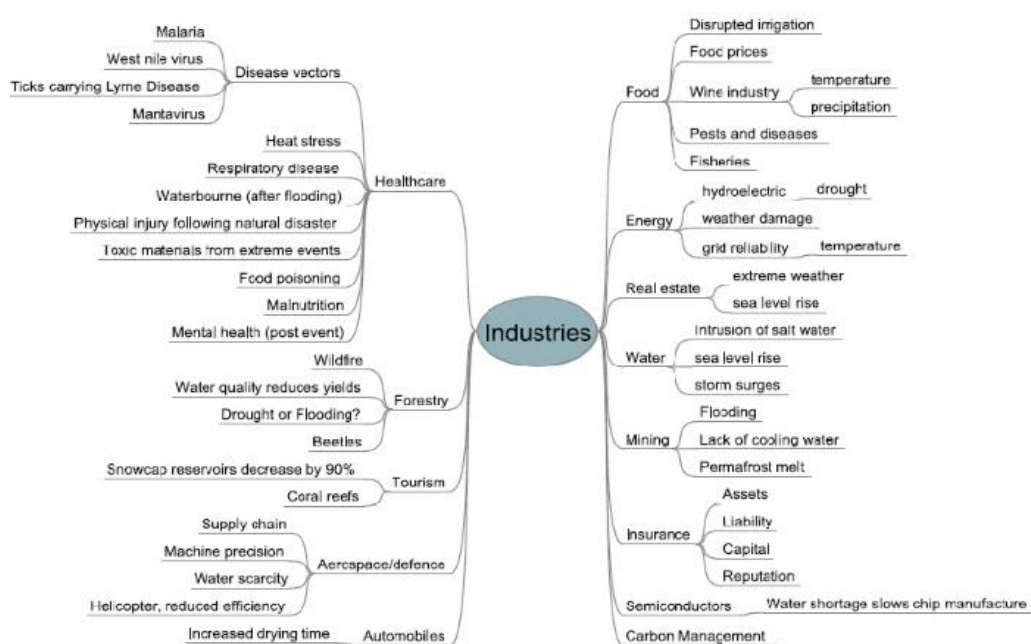 Malaria
West nile virus
Ticks carrying Lyme Disease
Mantavirus
Disease vectors
Heat stress
Respiratory disease
Waterbourne (after flooding)
Physical injury following natural disaster
Toxic materials from extreme events
Food poisoning
Malnutrition
Mental health (post event)
Healthcare
Wildfire
Water quality reduces yields
Drought or Flooding?
Beetles
Forestry
Snowcap reservoirs decrease by 90%
Coral reefs
Tourism
Supply chain
Machine precision
Water scarcity
Helicopter, reduced efficiency
Aerospace/defence
Increased drying time
Automobiles
Industries
Food
Disrupted irrigation
Food prices
Wine industry
temperature
precipitation
Pests and diseases
Fisheries
Energy
hydroelectric
drought
weather damage
grid reliability
temperature
Real estate
extreme weather
sea level rise
Water
Intrusion of salt water
sea level rise
storm surges
Mining
Flooding
Lack of cooling water
Permafrost melt
Insurance
Assets
Liability
Capital
Reputation
Semiconductors
Water shortage slows chip manufacture
Carbon Management